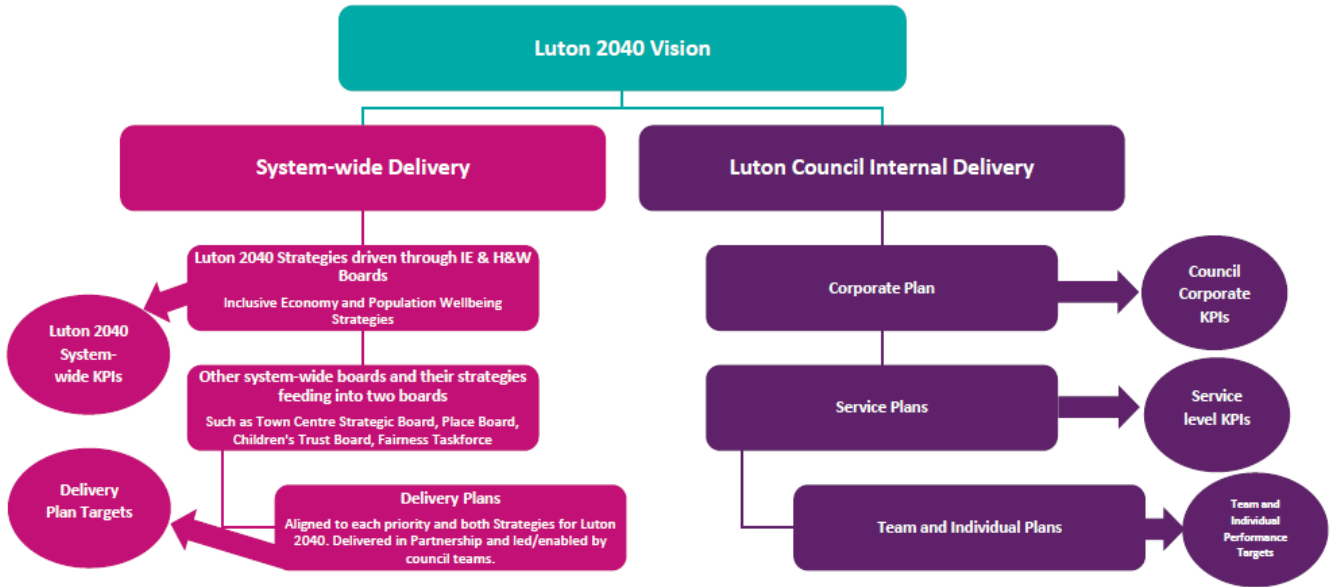 Luton 2040 Vision
System-wide Delivery
Luton 2040 Strategies driven through IE & H&W
Boards
Inclusive Economy and Population Wellbeing
Strategies
Luton 2040
System-
wide KPIs
Other system-wide boards and their strategies
feeding into two boards
Such as Town Centre Strategic Board, Place Board,
Children's Trust Board, Fairness Taskforce
Delivery
Plan Targets
Delivery Plans
Aligned to each priority and both Strategies for Luton
2040. Delivered in Partnership and led/enabled by
council teams.
Luton Council Internal Delivery
Corporate Plan
Council
Corporate
KPIs
Service Plans
Service
level KPIs
Team and Individual Plans
Team and
Individual
Performance
Targets